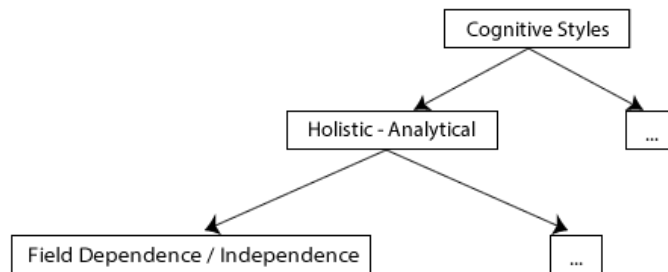 Cognitive Styles
Holistic - Analytical
...
Field Dependence / Independence
...